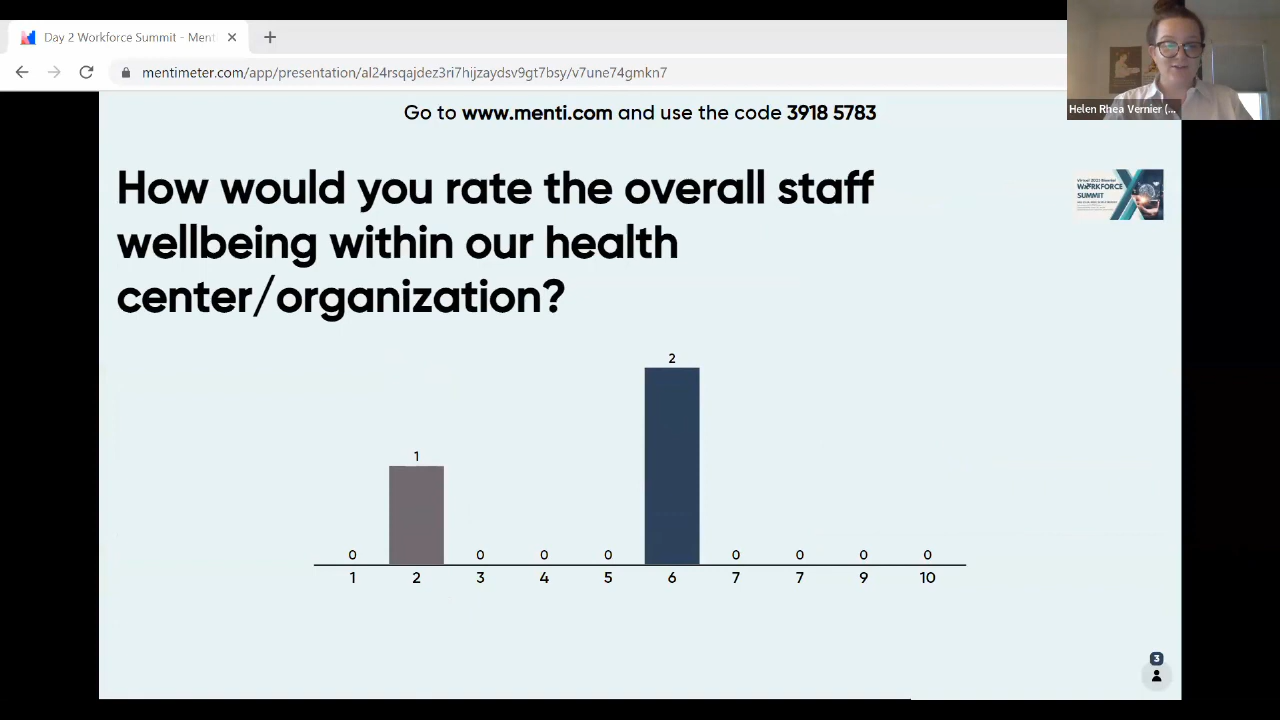 Day 2 Workforce Summit - Ment
mentimeter.com/app/presentation/al24rsqajdez3ri7hijzaydsv9gt7bsy/v7une74gmkn7
Helen Rhea Vernier (...
Go to www.menti.com and use the code 3918 5783
How would you rate the overall staff
wellbeing within our health
center/organization?
WORKFORCE
SUMMIT
2
1
0 0 0 0 0 0 0 0
1 2 3 4 5 6 7 7 9 10
3